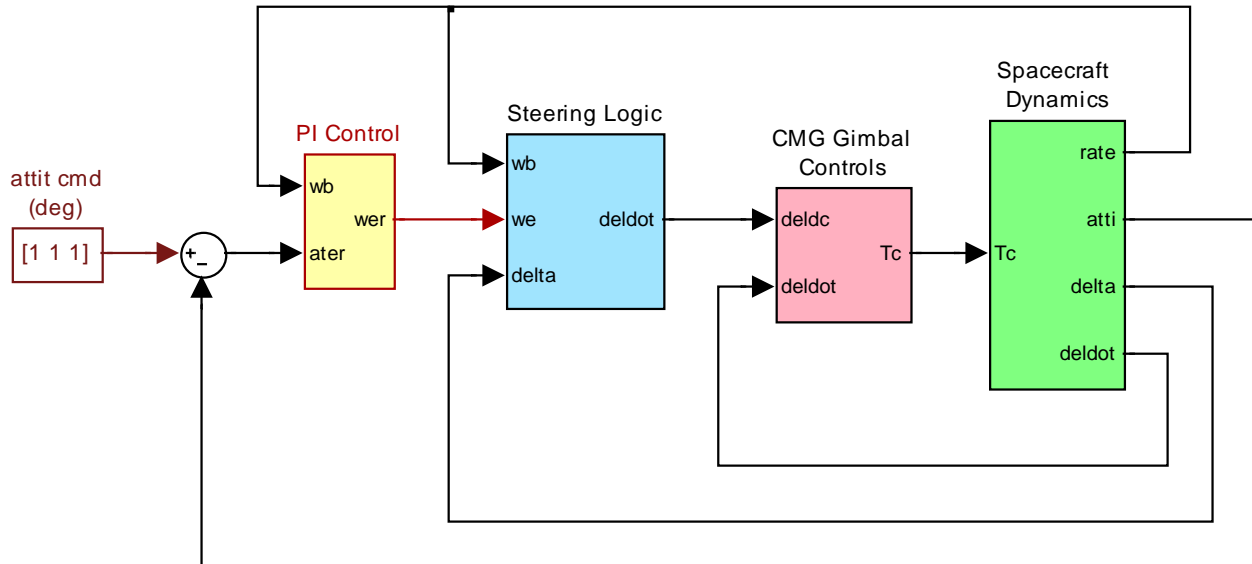 Spacecraft
Dynamics
Steering Logic
PI Control
CMG Gimbal
Controls
attit cmd
(deg)
[1 1 1]
+
−
wb
ater
wer
wb
we
delta
deldot
deldc
deldot
Tc
Tc
rate
atti
delta
deldot